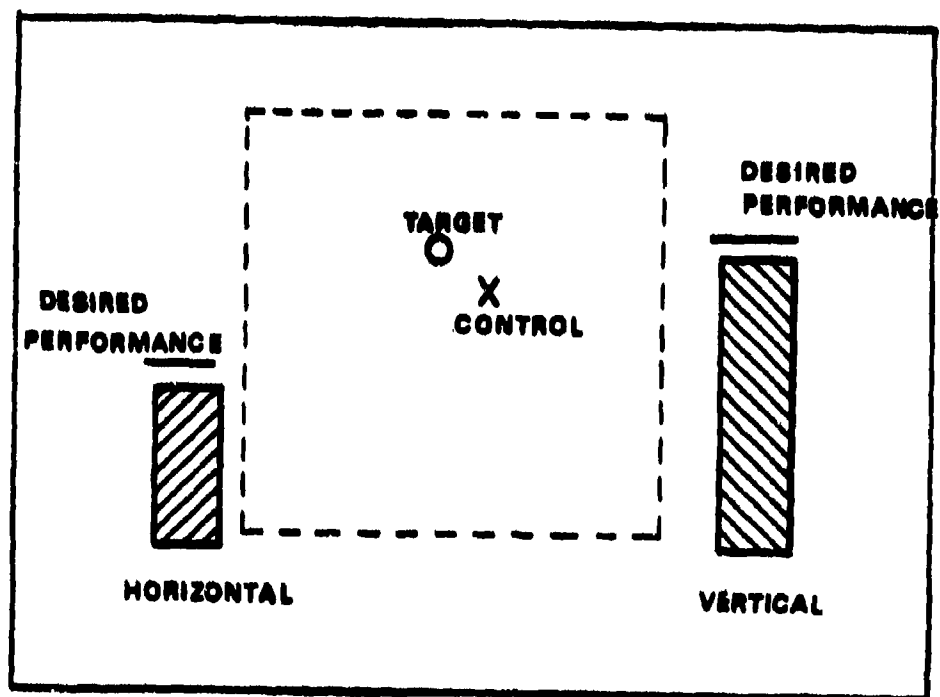 DESIRED
PERFORMANCE
TARGET
O
X
CONTROL
DESIRED
PERFORMANCE
HORIZONTAL
VERTICAL